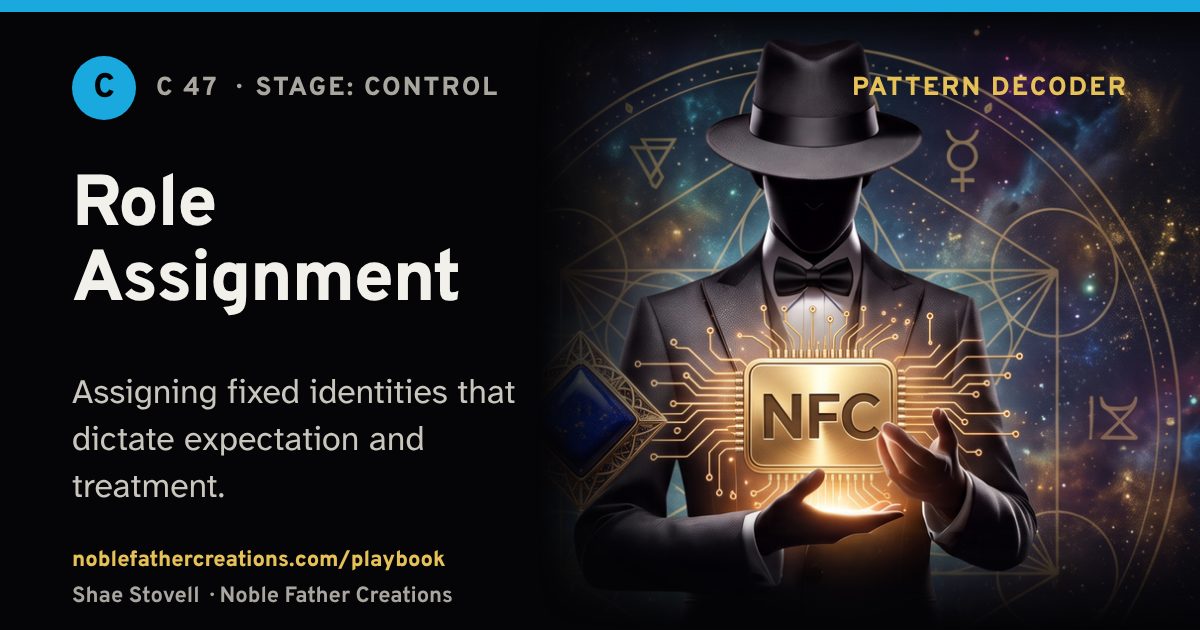 C
C 47 · STAGE: CONTROL
PATTERN DECODER
Role
Assignment
Assigning fixed identities that
dictate expectation and
treatment.
NFC
noblefathercreations.com/playbook
Shae Stovell · Noble Father Creations